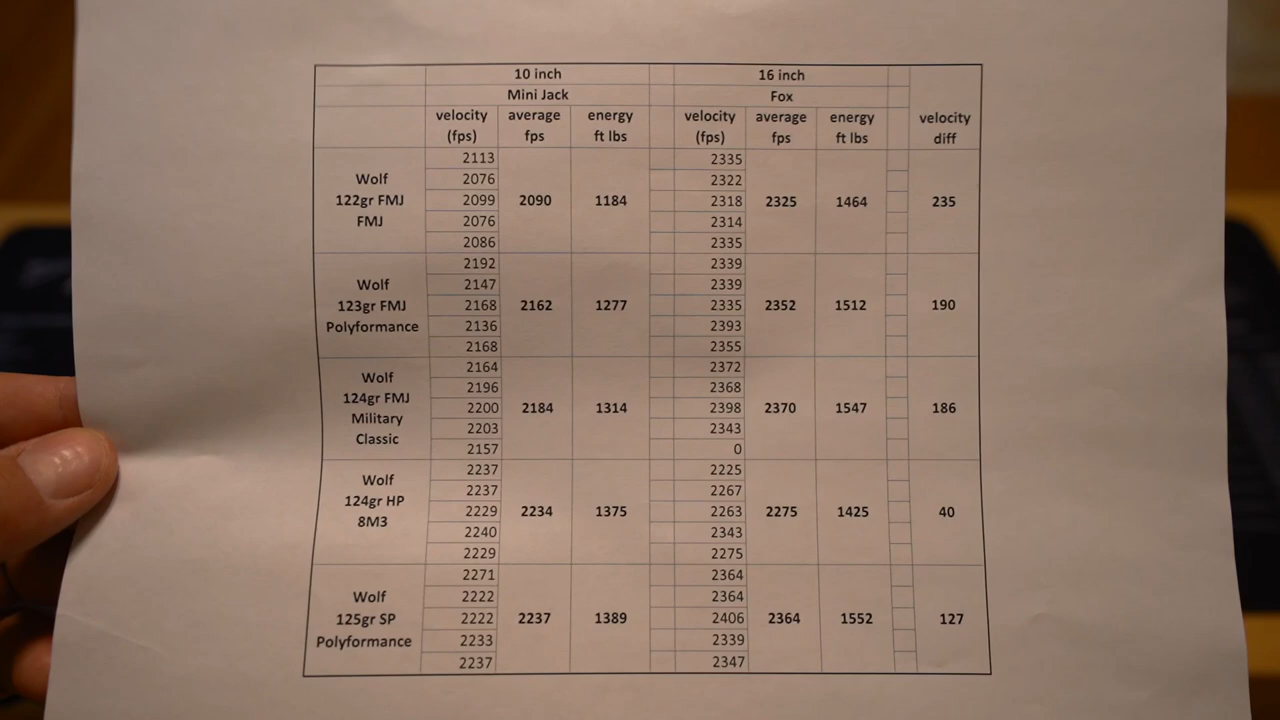 10 inch 16 inch
Mini Jack Fox
velocity average energy velocity average energy velocity
(fps) fps ft lbs (fps) fps ft lbs diff
2113 2335
Wolf 2076 2322
122gr FMJ 2099 2090 1184 2318 2325 1464 235
FMJ 2076 2314
2086 2335
2192 2339
Wolf 2147 2339
123gr FMJ 2168 2162 1277 2335 2352 1512 190
Polyformance 2136 2393
2168 2355
2164 2372
Wolf
124gr FMJ 2196 2368
Military 2200 2184 1314 2398 2370 1547 186
Classic 2203 2343
2157 0
2237 2225
Wolf 2237 2267
124gr HP 2229 2234 1375 2263 2275 1425 40
8M3 2240 2343
2229 2275
2271 2364
Wolf 2222 2364
125gr SP 2222 2237 1389 2406 2364 1552 127
Polyformance 2233 2339
2237 2347